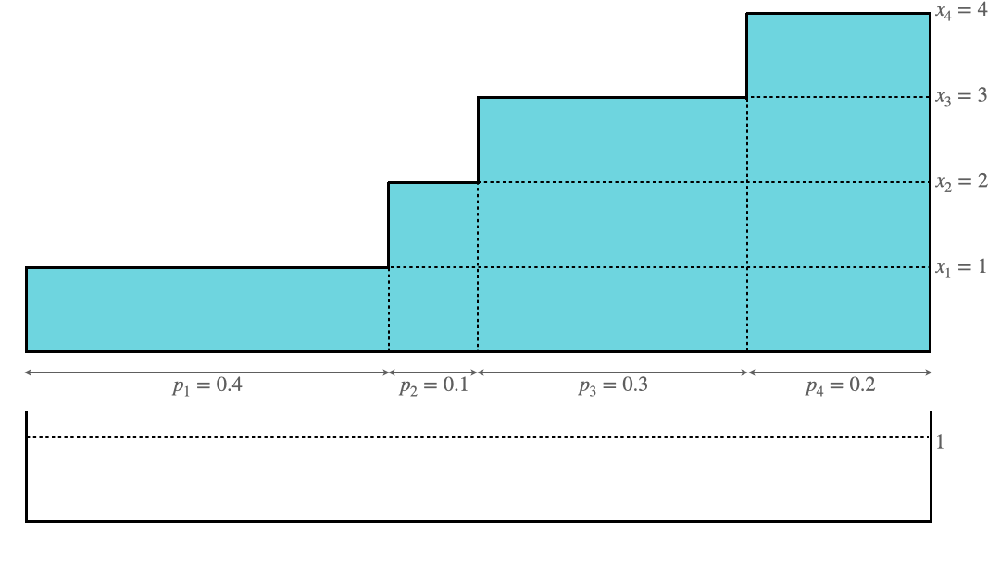 x₄ = 4
x₃ = 3
x₂ = 2
x₁ = 1
p₁ = 0.4 p₂ = 0.1 p₃ = 0.3 p₄ = 0.2
1